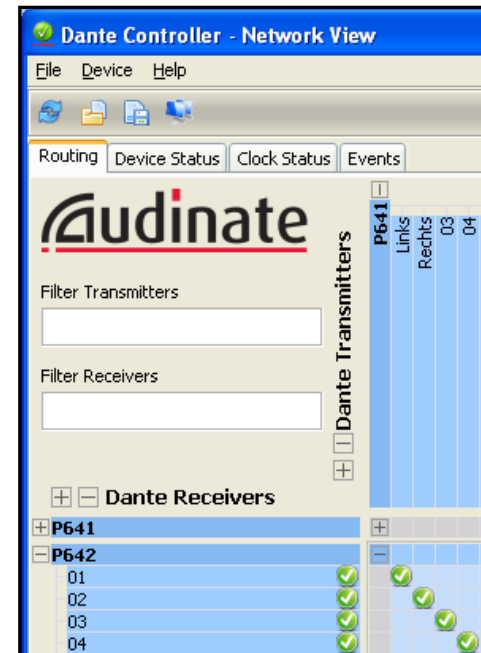 Dante Controller - Network View
File Device Help
Routing Device Status Clock Status Events
Audinate
Filter Transmitters
Filter Receivers
Dante Transmitters
P641
Links
Rechts
03
04
Dante Receivers
P641
P642
01
02
03
04